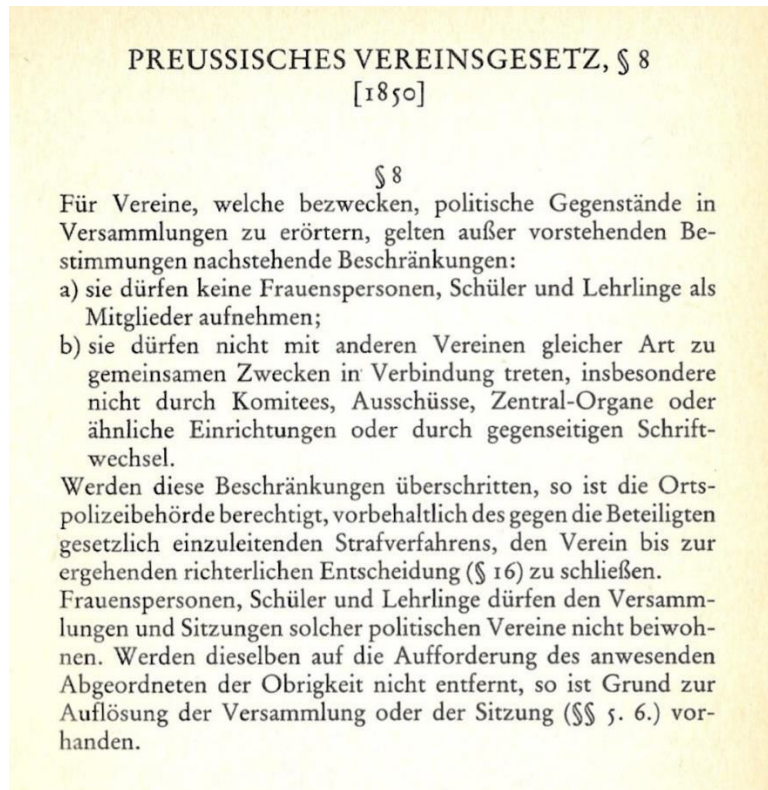 PREUSSISCHES VEREINSGESETZ, § 8
[1850]
§ 8
Für Vereine, welche bezwecken, politische Gegenstände in
Versammlungen zu erörtern, gelten außer vorstehenden Be-
stimmungen nachstehende Beschränkungen:
a) sie dürfen keine Frauenspersonen, Schüler und Lehrlinge als
Mitglieder aufnehmen;
b) sie dürfen nicht mit anderen Vereinen gleicher Art zu
gemeinsamen Zwecken in Verbindung treten, insbesondere
nicht durch Komitees, Ausschüsse, Zentral-Organe oder
ähnliche Einrichtungen oder durch gegenseitigen Schrift-
wechsel.
Werden diese Beschränkungen überschritten, so ist die Orts-
polizeibehörde berechtigt, vorbehaltlich des gegen die Beteiligten
gesetzlich einzuleitenden Strafverfahrens, den Verein bis zur
ergehenden richterlichen Entscheidung (§ 16) zu schließen.
Frauenspersonen, Schüler und Lehrlinge dürfen den Versamm-
lungen und Sitzungen solcher politischen Vereine nicht beiwoh-
nen. Werden dieselben auf die Aufforderung des anwesenden
Abgeordneten der Obrigkeit nicht entfernt, so ist Grund zur
Auflösung der Versammlung oder der Sitzung (§§ 5. 6.) vor-
handen.